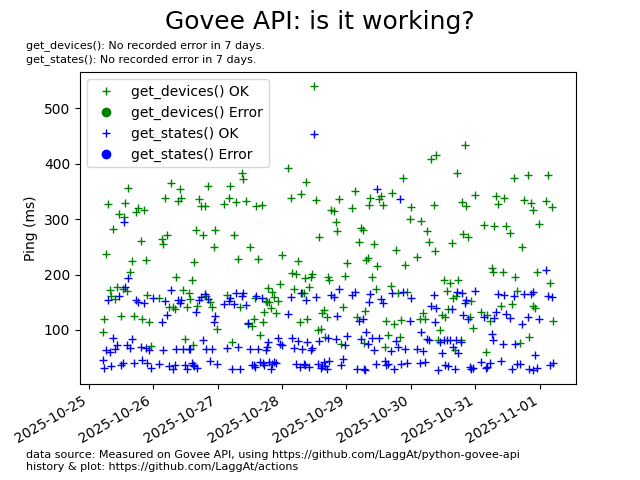 Govee API: is it working?
get_devices(): No recorded error in 7 days.
get_states(): No recorded error in 7 days.
get_devices() OK
get_devices() Error
get_states() OK
get_states() Error
Ping (ms)
500
400
300
200
100
2025-10-25
2025-10-26
2025-10-27
2025-10-28
2025-10-29
2025-10-30
2025-10-31
2025-11-01
data source: Measured on Govee API, using https://github.com/LaggAt/python-govee-api
history & plot: https://github.com/LaggAt/actions